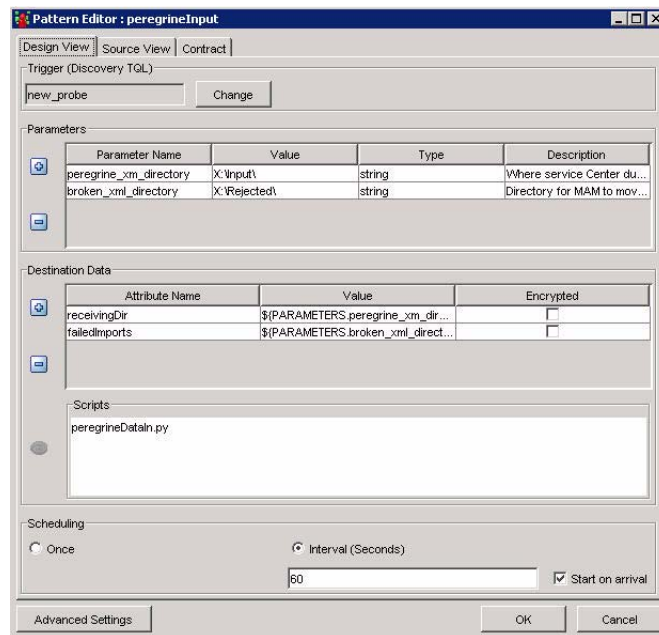 Pattern Editor : peregrineInput
Design View Source View Contract
Trigger (Discovery TQL)
new_probe Change
Parameters
Parameter Name Value Type Description
peregrine_xm_directory X:\Input\ string Where service Center du...
broken_xml_directory X:\Rejected\ string Directory for MAM to mov...
Destination Data
Attribute Name Value Encrypted
receivingDir ${PARAMETERS.peregrine_xm_dir...
failedImports ${PARAMETERS.broken_xml_direct...
Scripts
peregrineDataIn.py
Scheduling
Once Interval (Seconds)
60 Start on arrival
Advanced Settings OK Cancel